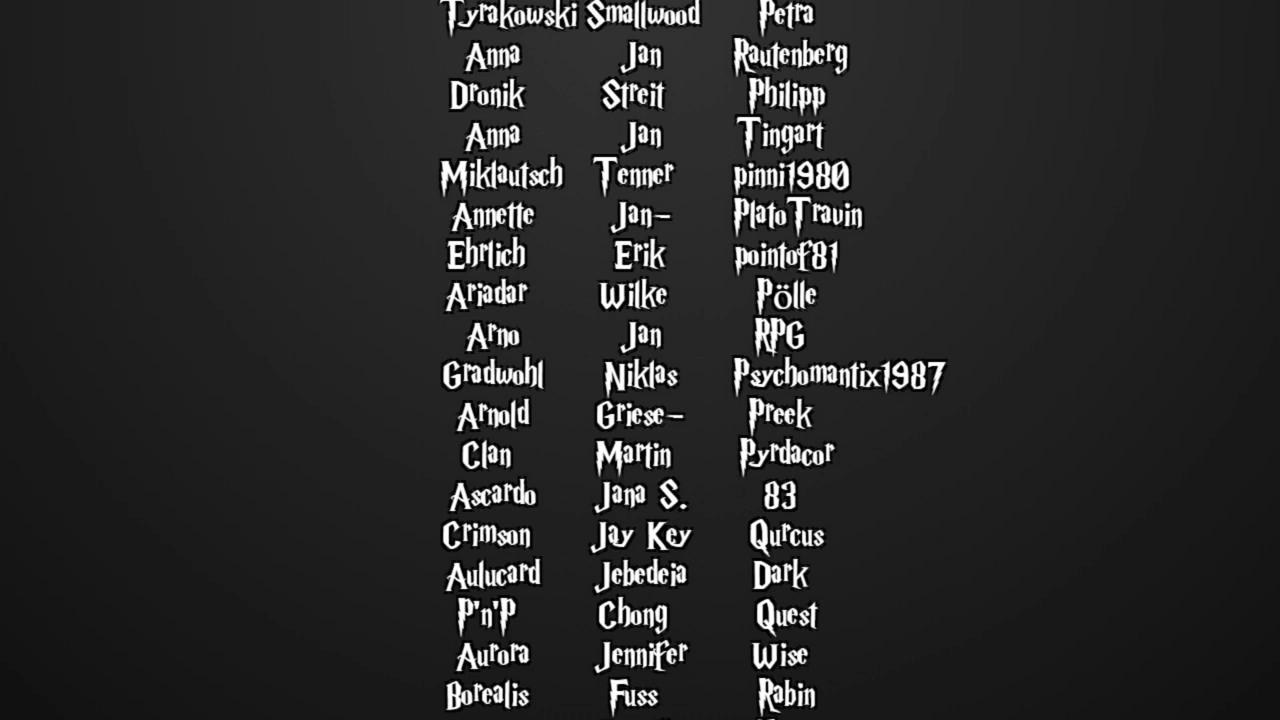 Tyrakowski Smallwood Petra
Anna Jan Rautenberg
Dronik Streit Philipp
Anna Jan Tingart
Miklautsch Tenner pinni1980
Annette Jan- PlatoTravin
Ehrlich Erik pointof81
Ariadar Wilke Pölle
Arno Jan RPG
Gradwohl Niklas Psychomantix1987
Arnold Griese- Preek
Clan Martin Pyrdacor
Ascardo Jana S. 83
Crimson Jay Key Qurcus
Aulucard Jebedeia Dark
P'n'P Chong Quest
Aurora Jennifer Wise
Borealis Fuss Rabin